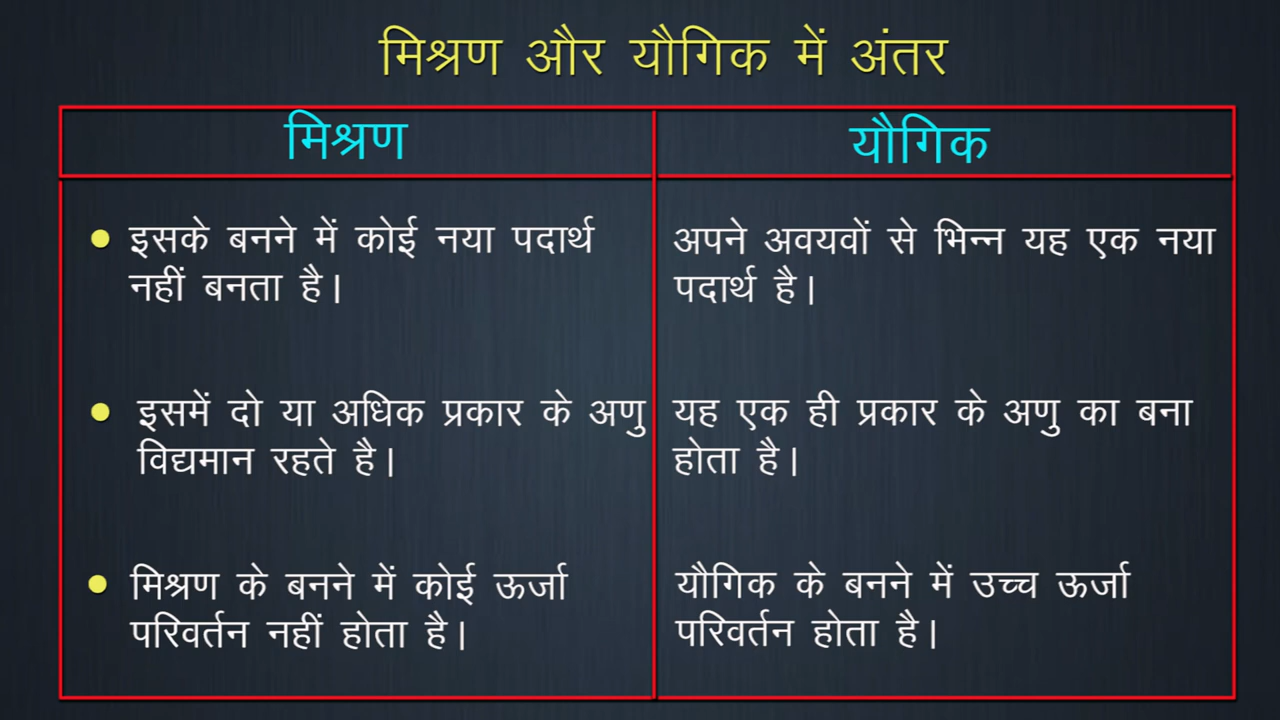 मिश्रण और यौगिक में अंतर
मिश्रण
यौगिक
इसके बनने में कोई नया पदार्थ
नहीं बनता है।
अपने अवयवों से भिन्न यह एक नया
पदार्थ है।
इसमें दो या अधिक प्रकार के अणु
विद्यमान रहते है।
यह एक ही प्रकार के अणु का बना
होता है।
मिश्रण के बनने में कोई ऊर्जा
परिवर्तन नहीं होता है।
यौगिक के बनने में उच्च ऊर्जा
परिवर्तन होता है।